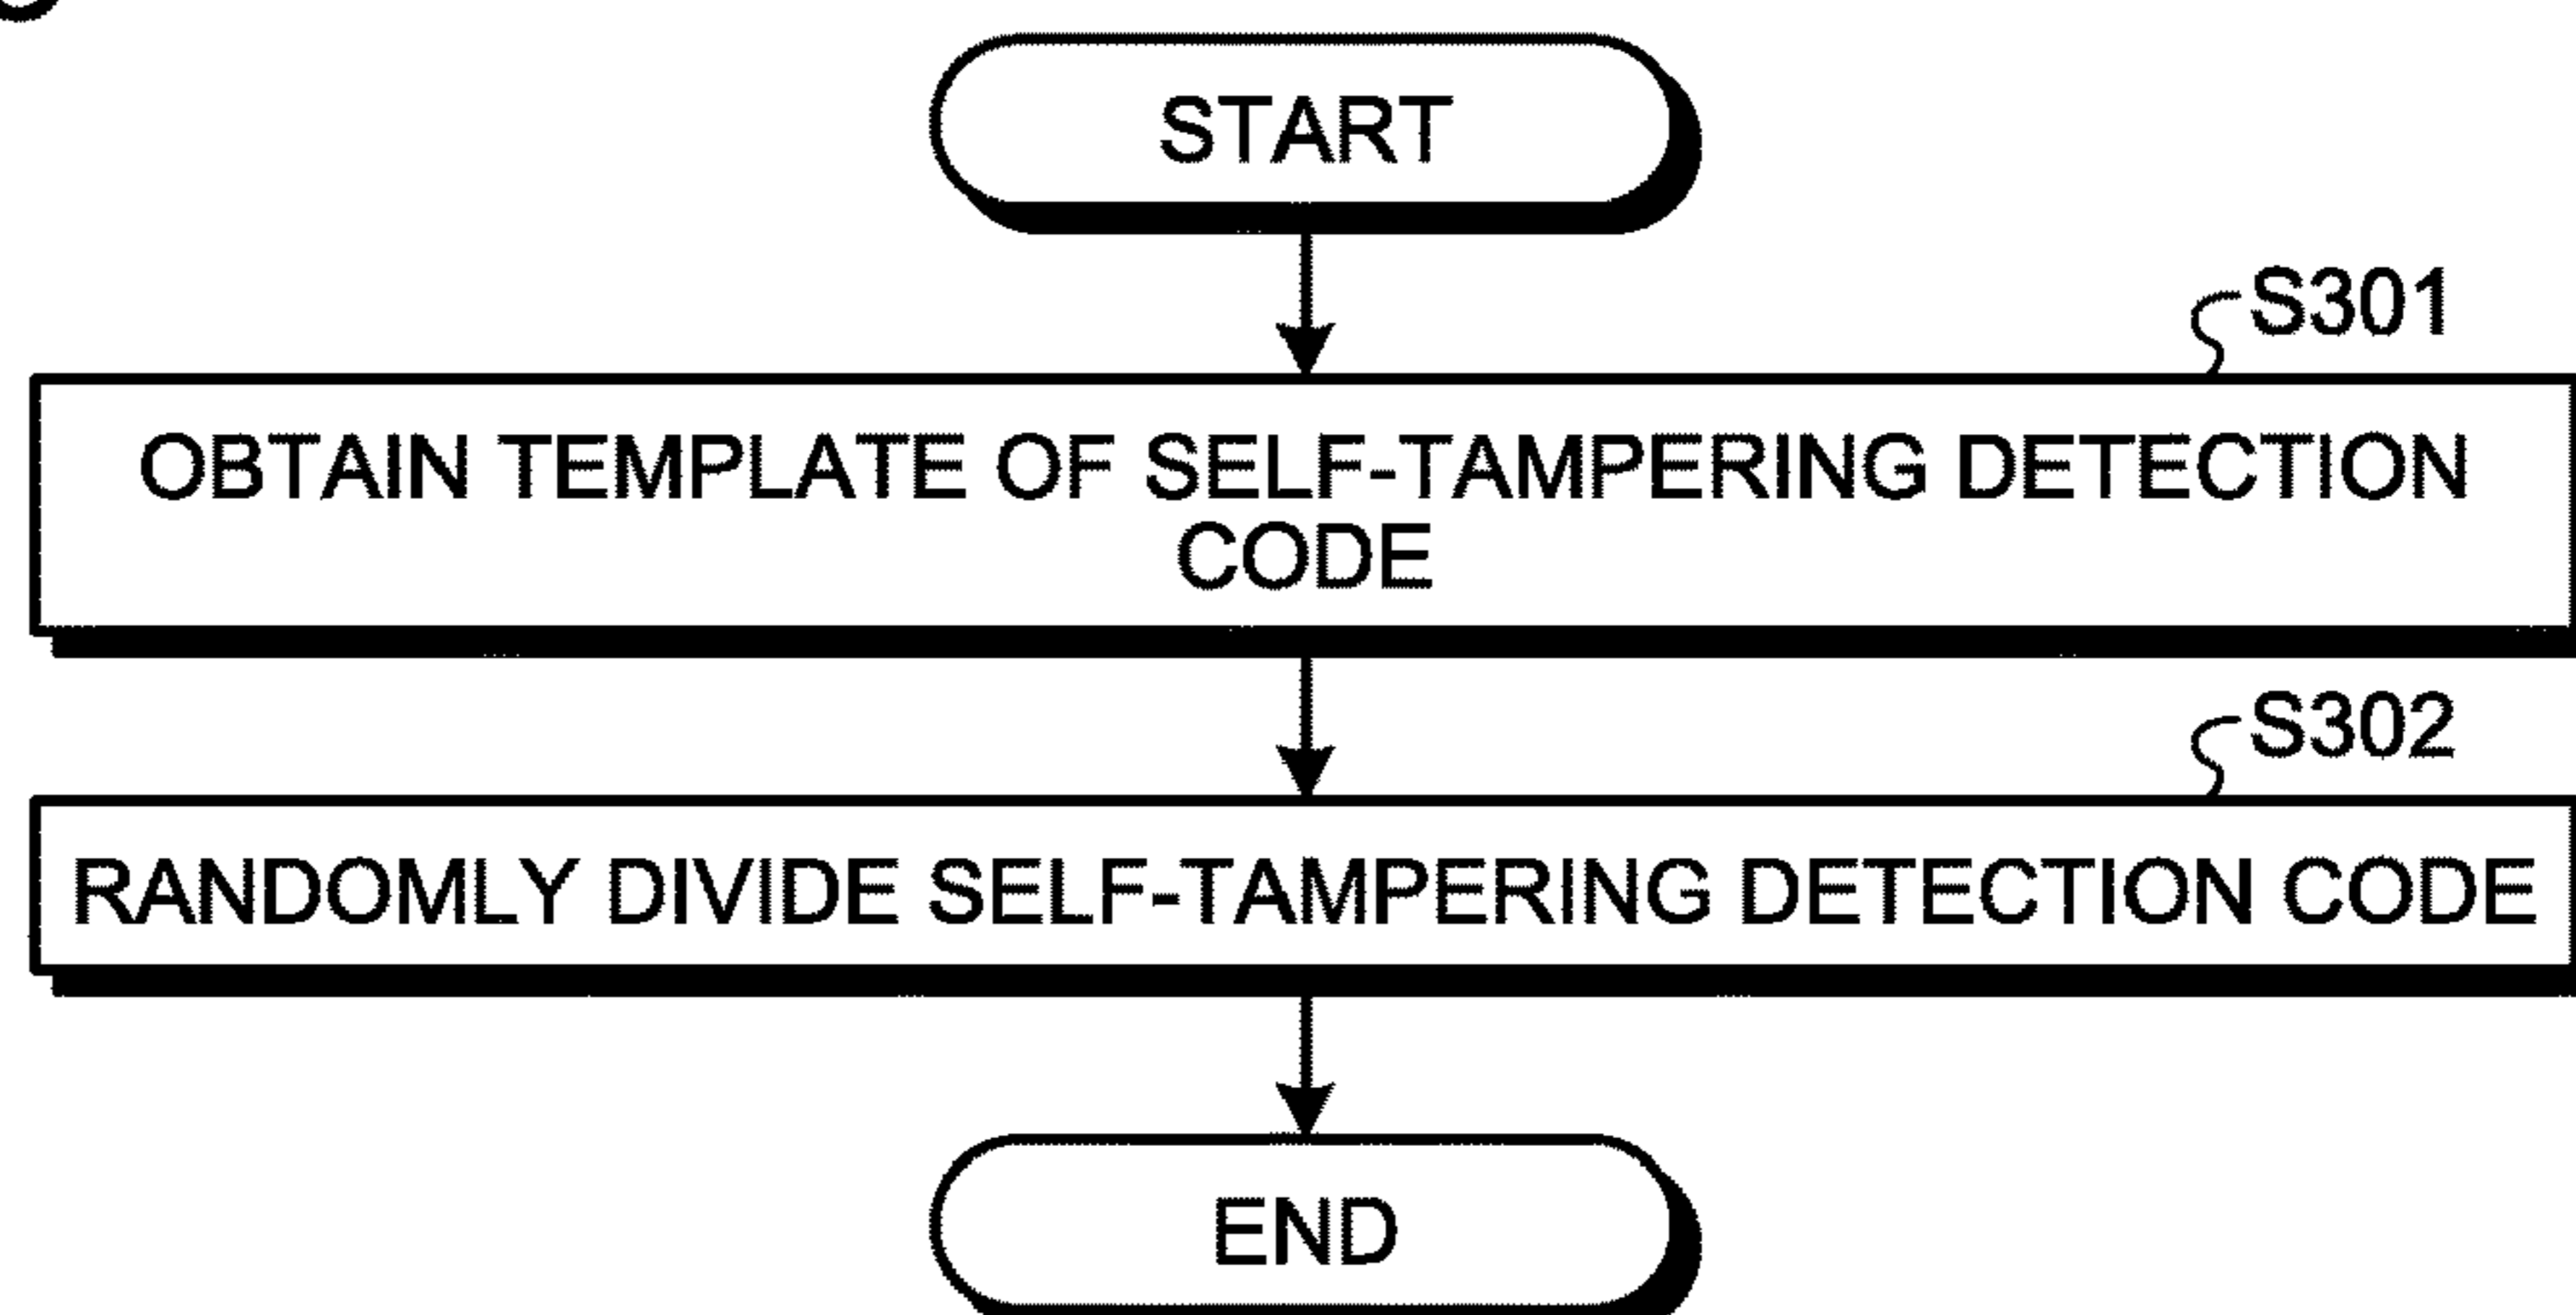 START
S301
OBTAIN TEMPLATE OF SELF-TAMPERING DETECTION
CODE
S302
RANDOMLY DIVIDE SELF-TAMPERING DETECTION CODE
END